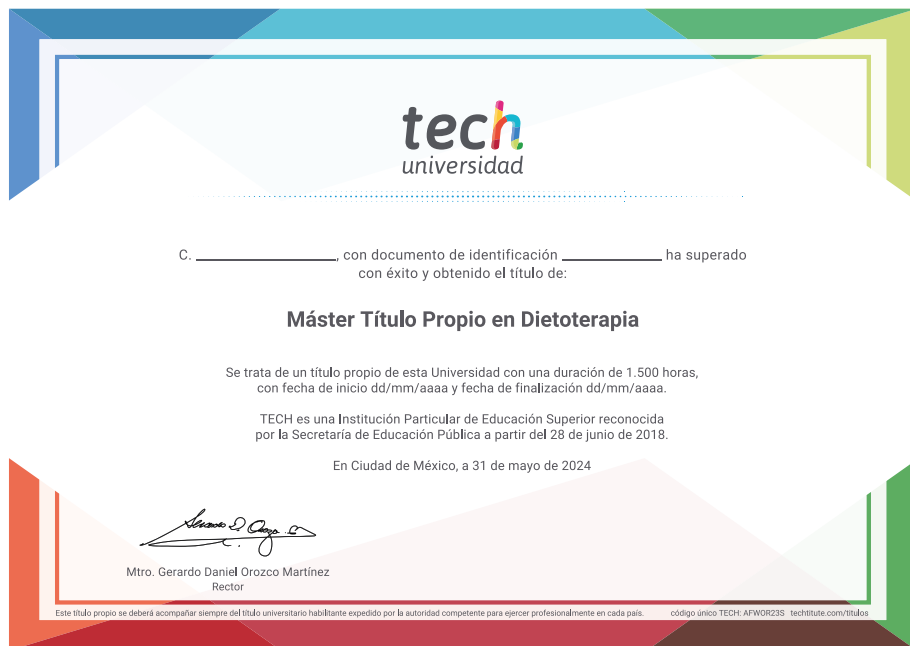 tech
universidad
C. ____________, con documento de identificación ____________ ha superado
con éxito y obtenido el título de:
Máster Título Propio en Dietoterapia
Se trata de un título propio de esta Universidad con una duración de 1.500 horas,
con fecha de inicio dd/mm/aaaa y fecha de finalización dd/mm/aaaa.
TECH es una Institución Particular de Educación Superior reconocida
por la Secretaría de Educación Pública a partir del 28 de junio de 2018.
En Ciudad de México, a 31 de mayo de 2024
Mtro. Gerardo Daniel Orozco Martínez
Rector
Este título propio se deberá acompañar siempre del título universitario habilitante expedido por la autoridad competente para ejercer profesionalmente en cada país. código único TECH: AFWOR23S techtitute.com/titulos